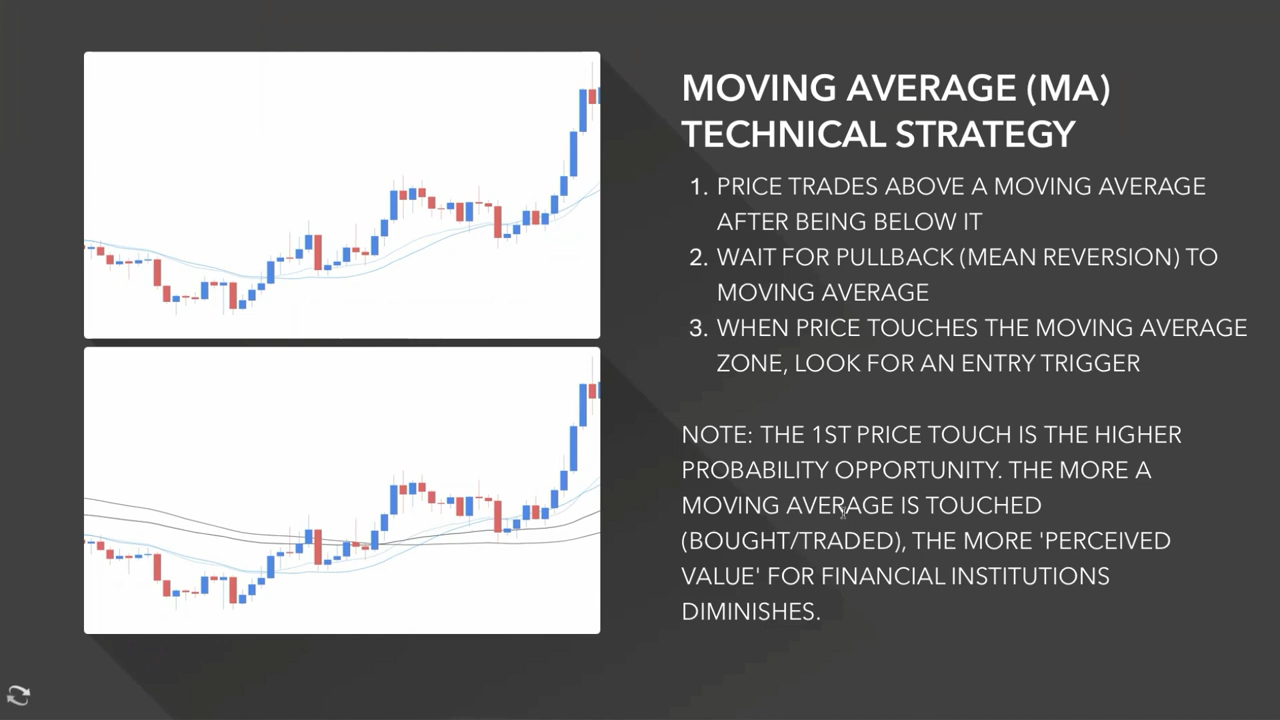 MOVING AVERAGE (MA)
TECHNICAL STRATEGY
1. PRICE TRADES ABOVE A MOVING AVERAGE
AFTER BEING BELOW IT
2. WAIT FOR PULLBACK (MEAN REVERSION) TO
MOVING AVERAGE
3. WHEN PRICE TOUCHES THE MOVING AVERAGE
ZONE, LOOK FOR AN ENTRY TRIGGER
NOTE: THE 1ST PRICE TOUCH IS THE HIGHER
PROBABILITY OPPORTUNITY. THE MORE A
MOVING AVERAGE IS TOUCHED
(BOUGHT/TRADED), THE MORE 'PERCEIVED
VALUE' FOR FINANCIAL INSTITUTIONS
DIMINISHES.